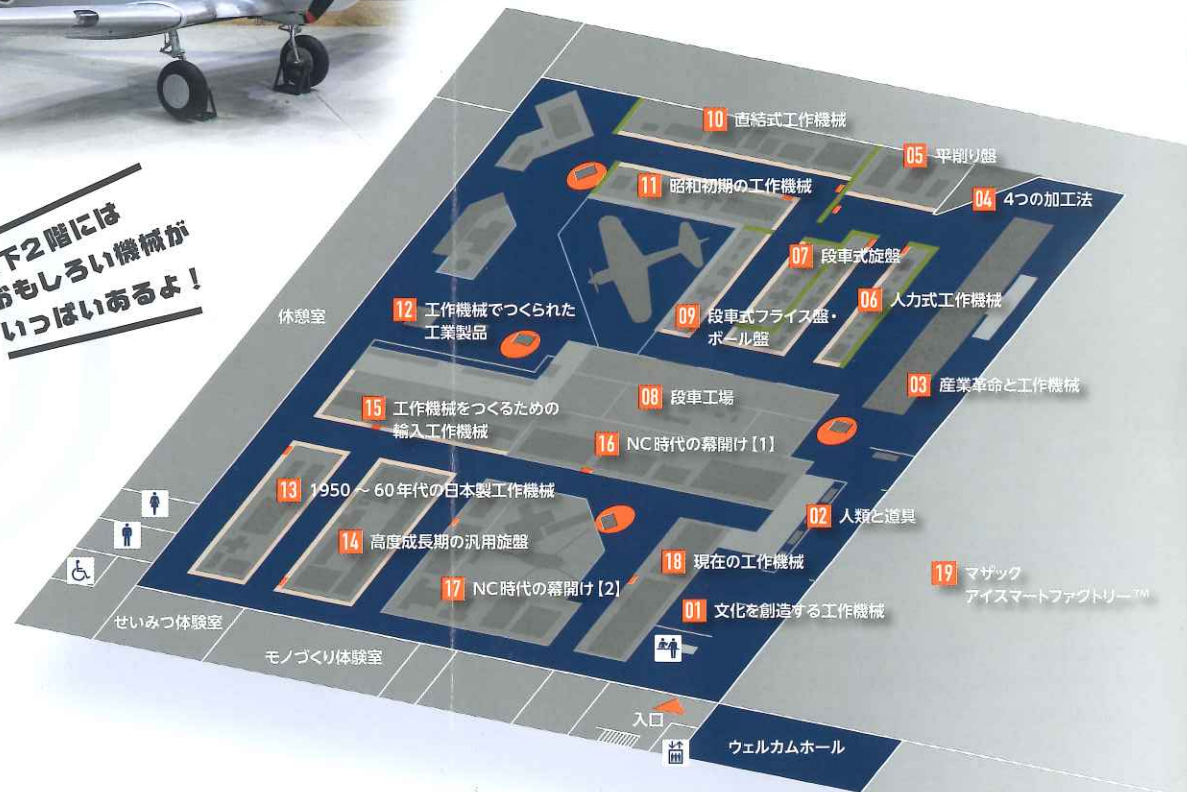 下2階には
おもしろい機械が
いっぱいあるよ！
10 直結式工作機械
05 平削り盤
11 昭和初期の工作機械
04 4つの加工法
07 段車式旋盤
06 人力式工作機械
12 工作機械でつくられた
工業製品
09 段車式フライス盤・
ボール盤
休憩室
03 産業革命と工作機械
08 段車工場
15 工作機械をつくるための
輸入工作機械
16 NC時代の幕開け【1】
13 1950～60年代の日本製工作機械
02 人類と道具
14 高度成長期の汎用旋盤
18 現在の工作機械
19 マザック
アイスマートファクトリー™
17 NC時代の幕開け【2】
01 文化を創造する工作機械
せいみつ体験室
モノづくり体験室
入口
ウェルカムホール